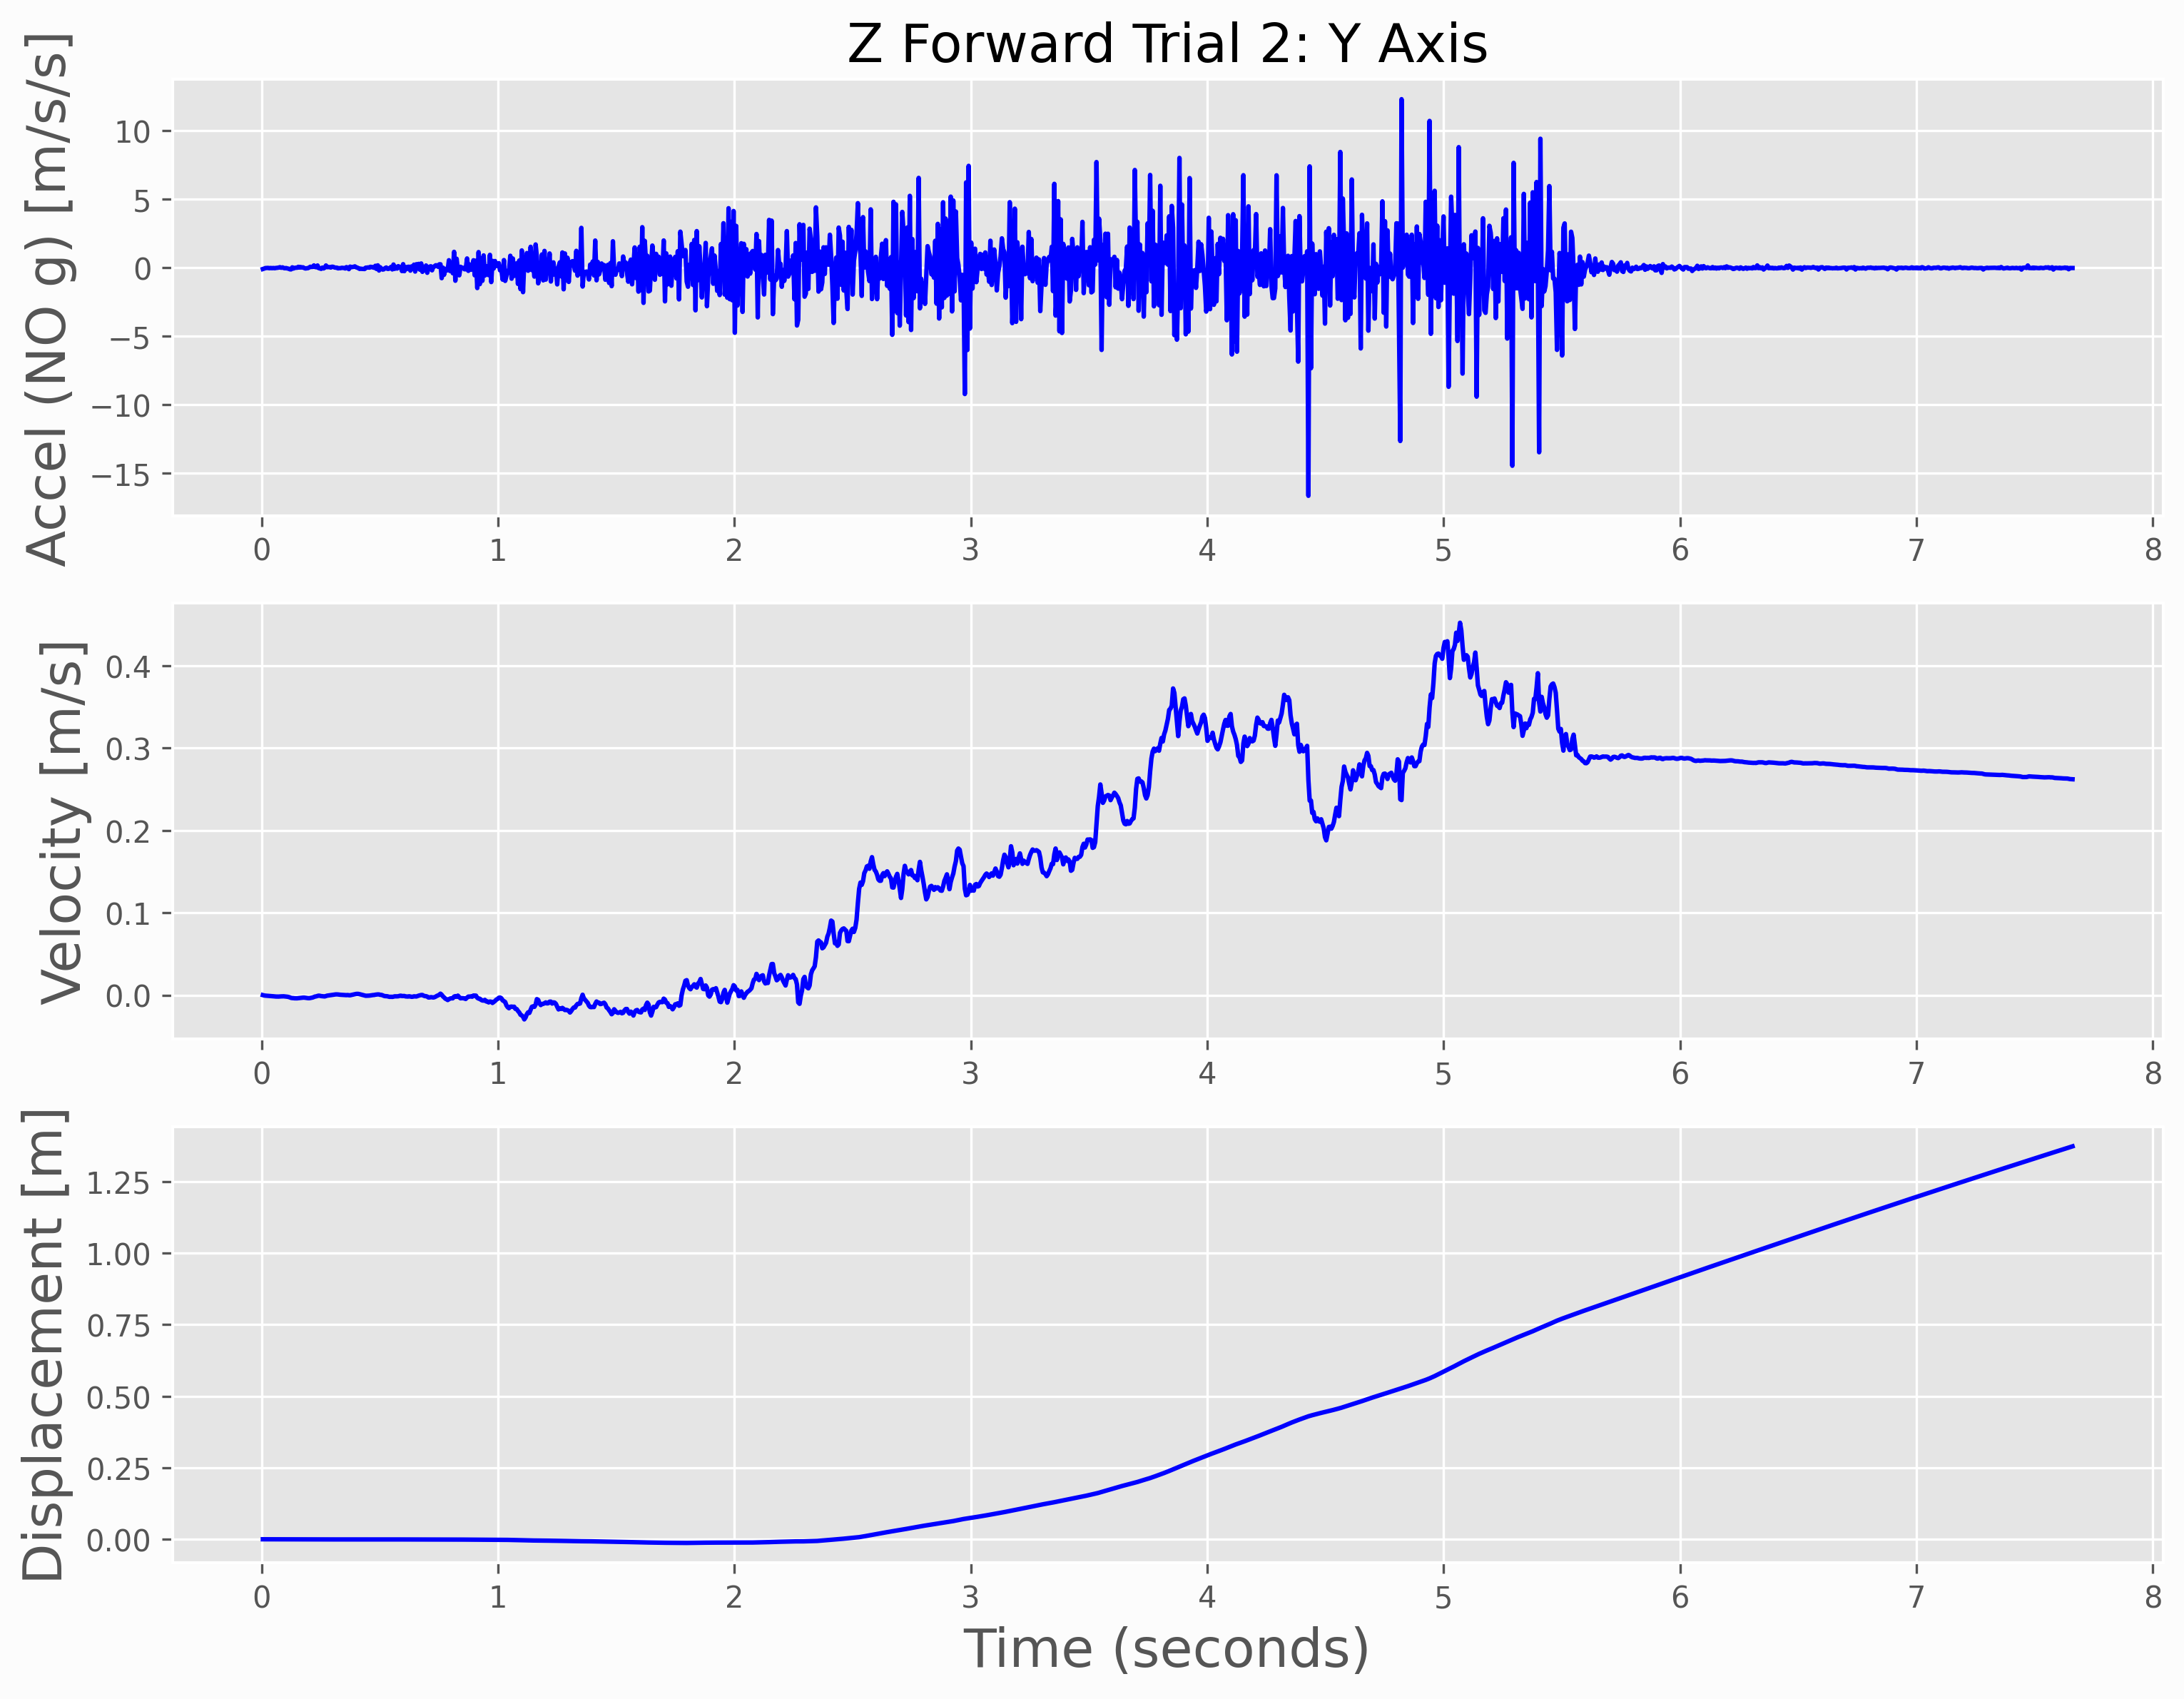 Z Forward Trial 2: Y Axis
Accel (NO g) [m/s/s]
10
5
0
−5
−10
−15
0 1 2 3 4 5 6 7 8
Velocity [m/s]
0.4
0.3
0.2
0.1
0.0
0 1 2 3 4 5 6 7 8
Displacement [m]
1.25
1.00
0.75
0.50
0.25
0.00
0 1 2 3 4 5 6 7 8
Time (seconds)